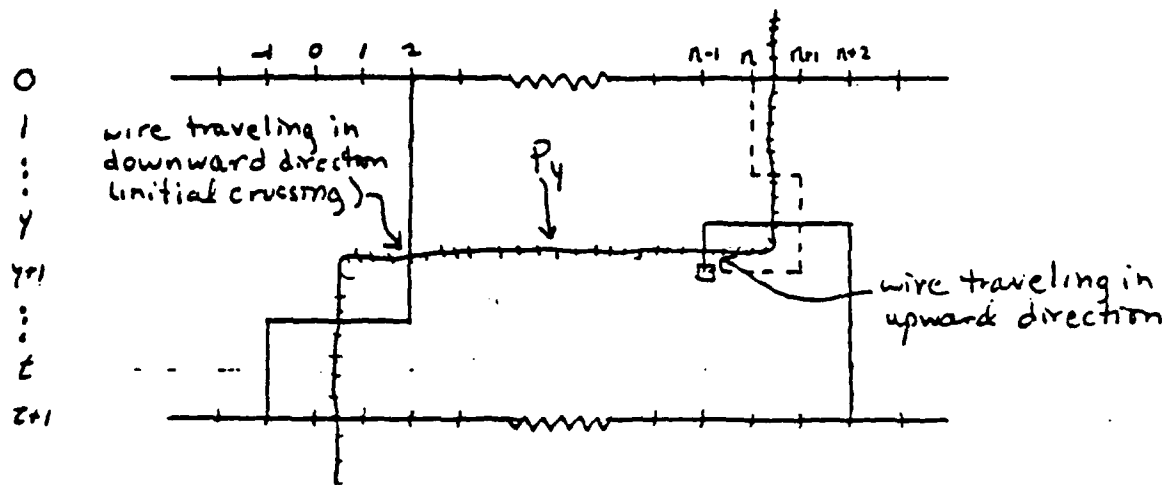 -1 0 1 2 n-1 n n+1 n+2
0
1
wire traveling in
downward direction
(initial crossing)
P_y
y
y+1
wire traveling in
upward direction
t
t+1